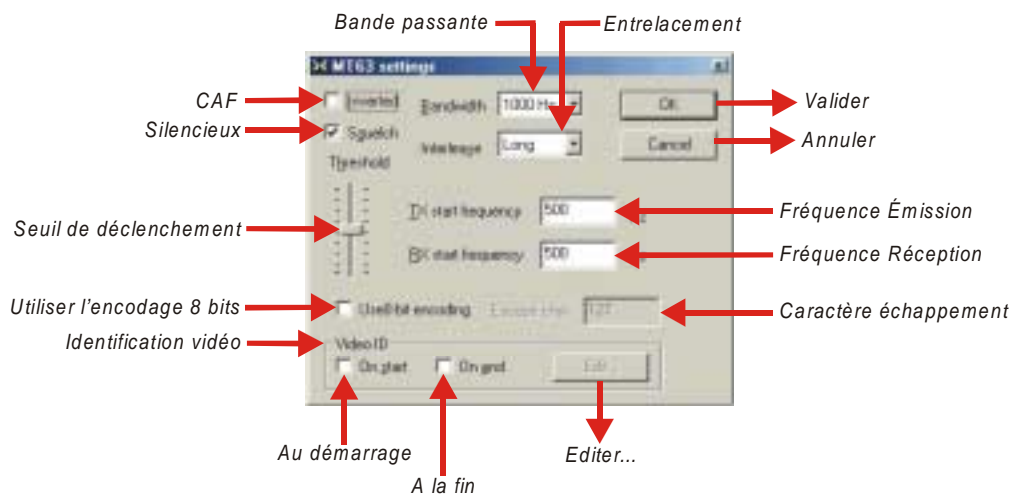 Bande passante
Entrelacement
MT63 settings
CAF
Inverted
Bandwidth
1000 Hz
OK
Valider
Silencieux
Squelch
Interleave
Long
Cancel
Annuler
Threshold
Seuil de déclenchement
TX start frequency
500
Fréquence Émission
RX start frequency
500
Fréquence Réception
Utiliser l'encodage 8 bits
Use 8-bit encoding
Escape char
127
Caractère échappement
Identification vidéo
Video ID
On start
On end
Edit...
Au démarrage
A la fin
Editer...